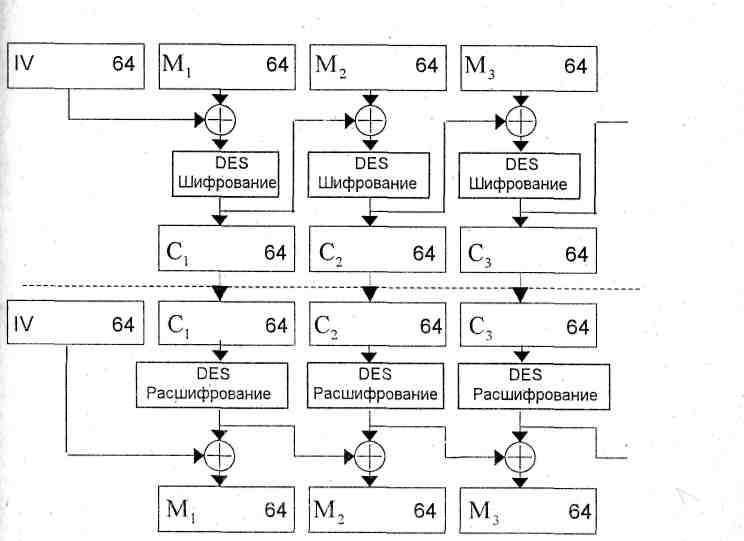 IV 64 M1 64 M2 64 M3 64
DES DES DES
Шифрование Шифрование Шифрование
C1 64 C2 64 C3 64
IV 64 C1 64 C2 64 C3 64
DES DES DES
Расшифрование Расшифрование Расшифрование
M1 64 M2 64 M3 64